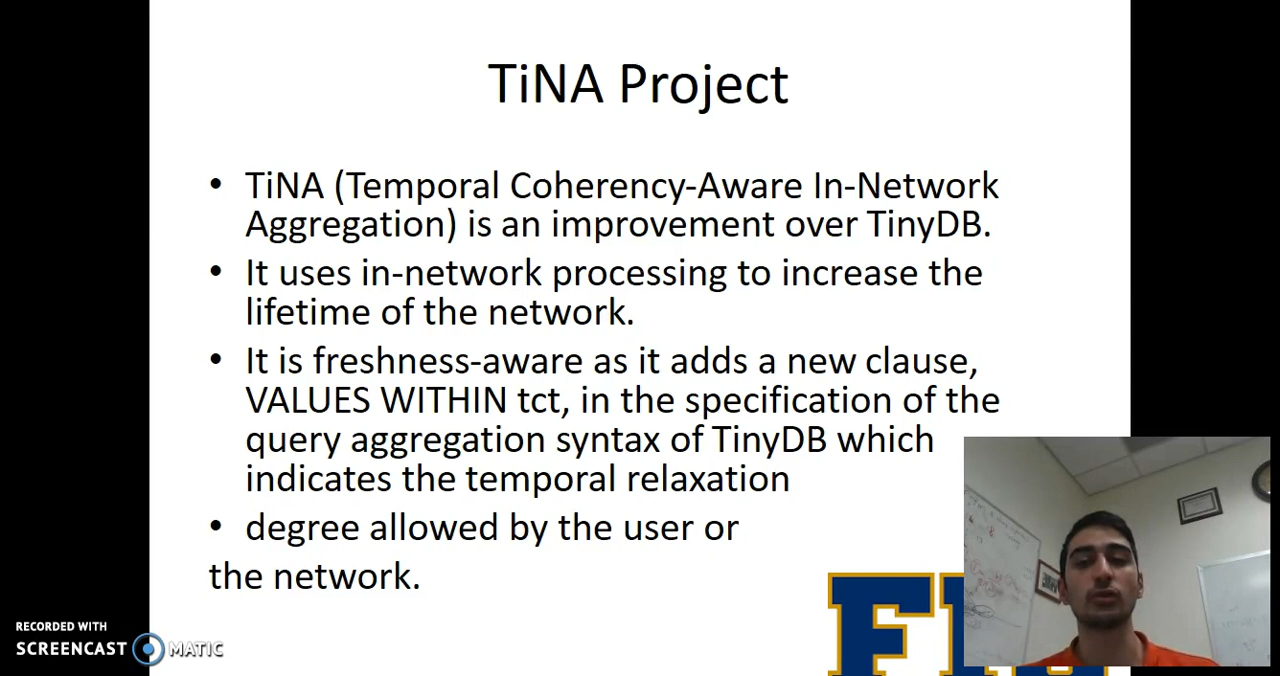 TiNA Project
• TiNA (Temporal Coherency-Aware In-Network
Aggregation) is an improvement over TinyDB.
• It uses in-network processing to increase the
lifetime of the network.
• It is freshness-aware as it adds a new clause,
VALUES WITHIN tct, in the specification of the
query aggregation syntax of TinyDB which
indicates the temporal relaxation
• degree allowed by the user or
the network.
RECORDED WITH
SCREENCAST MATIC